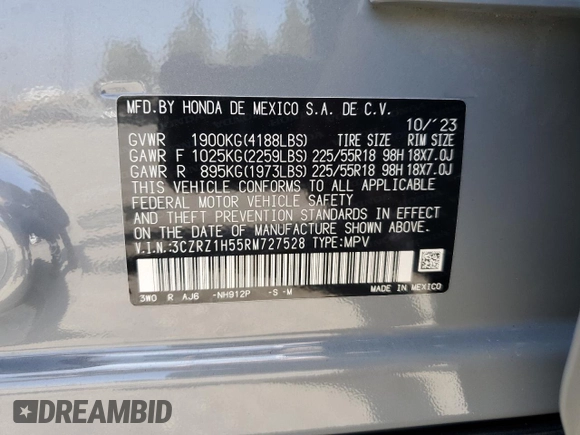 MFD.BY HONDA DE MEXICO S.A. DE C.V.
10/´23
GVWR 1900KG(4188LBS) TIRE SIZE RIM SIZE
GAWR F 1025KG(2259LBS) 225/55R18 98H 18X7.0J
GAWR R 895KG(1973LBS) 225/55R18 98H 18X7.0J
THIS VEHICLE CONFORMS TO ALL APPLICABLE
FEDERAL MOTOR VEHICLE SAFETY
AND THEFT PREVENTION STANDARDS IN EFFECT
ON THE DATE OF MANUFACTURE SHOWN ABOVE.
V.I.N.:3CZRZ1H55RM727528 TYPE:MPV
3WO R AJ6 -NH912P -S -M
MADE IN MEXICO
DREAMBID